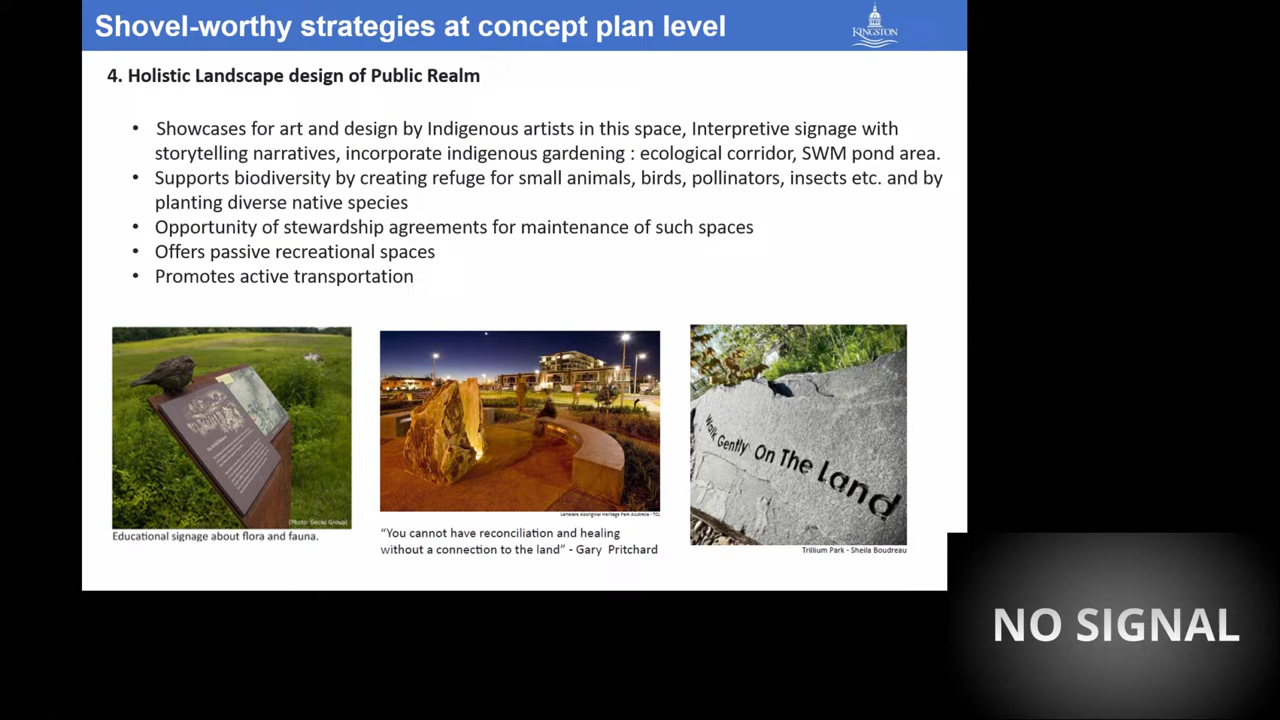 Shovel-worthy strategies at concept plan level
KINGSTON
4. Holistic Landscape design of Public Realm
• Showcases for art and design by Indigenous artists in this space, Interpretive signage with
storytelling narratives, incorporate indigenous gardening : ecological corridor, SWM pond area.
• Supports biodiversity by creating refuge for small animals, birds, pollinators, insects etc. and by
planting diverse native species
• Opportunity of stewardship agreements for maintenance of such spaces
• Offers passive recreational spaces
• Promotes active transportation
(Photo: Gecko Group)
Educational signage about flora and fauna.
Aboriginal Heritage Park Australia - TCL
“You cannot have reconciliation and healing
without a connection to the land” - Gary Pritchard
Walk Gently On The Land
Trillium Park - Sheila Boudreau
NO SIGNAL